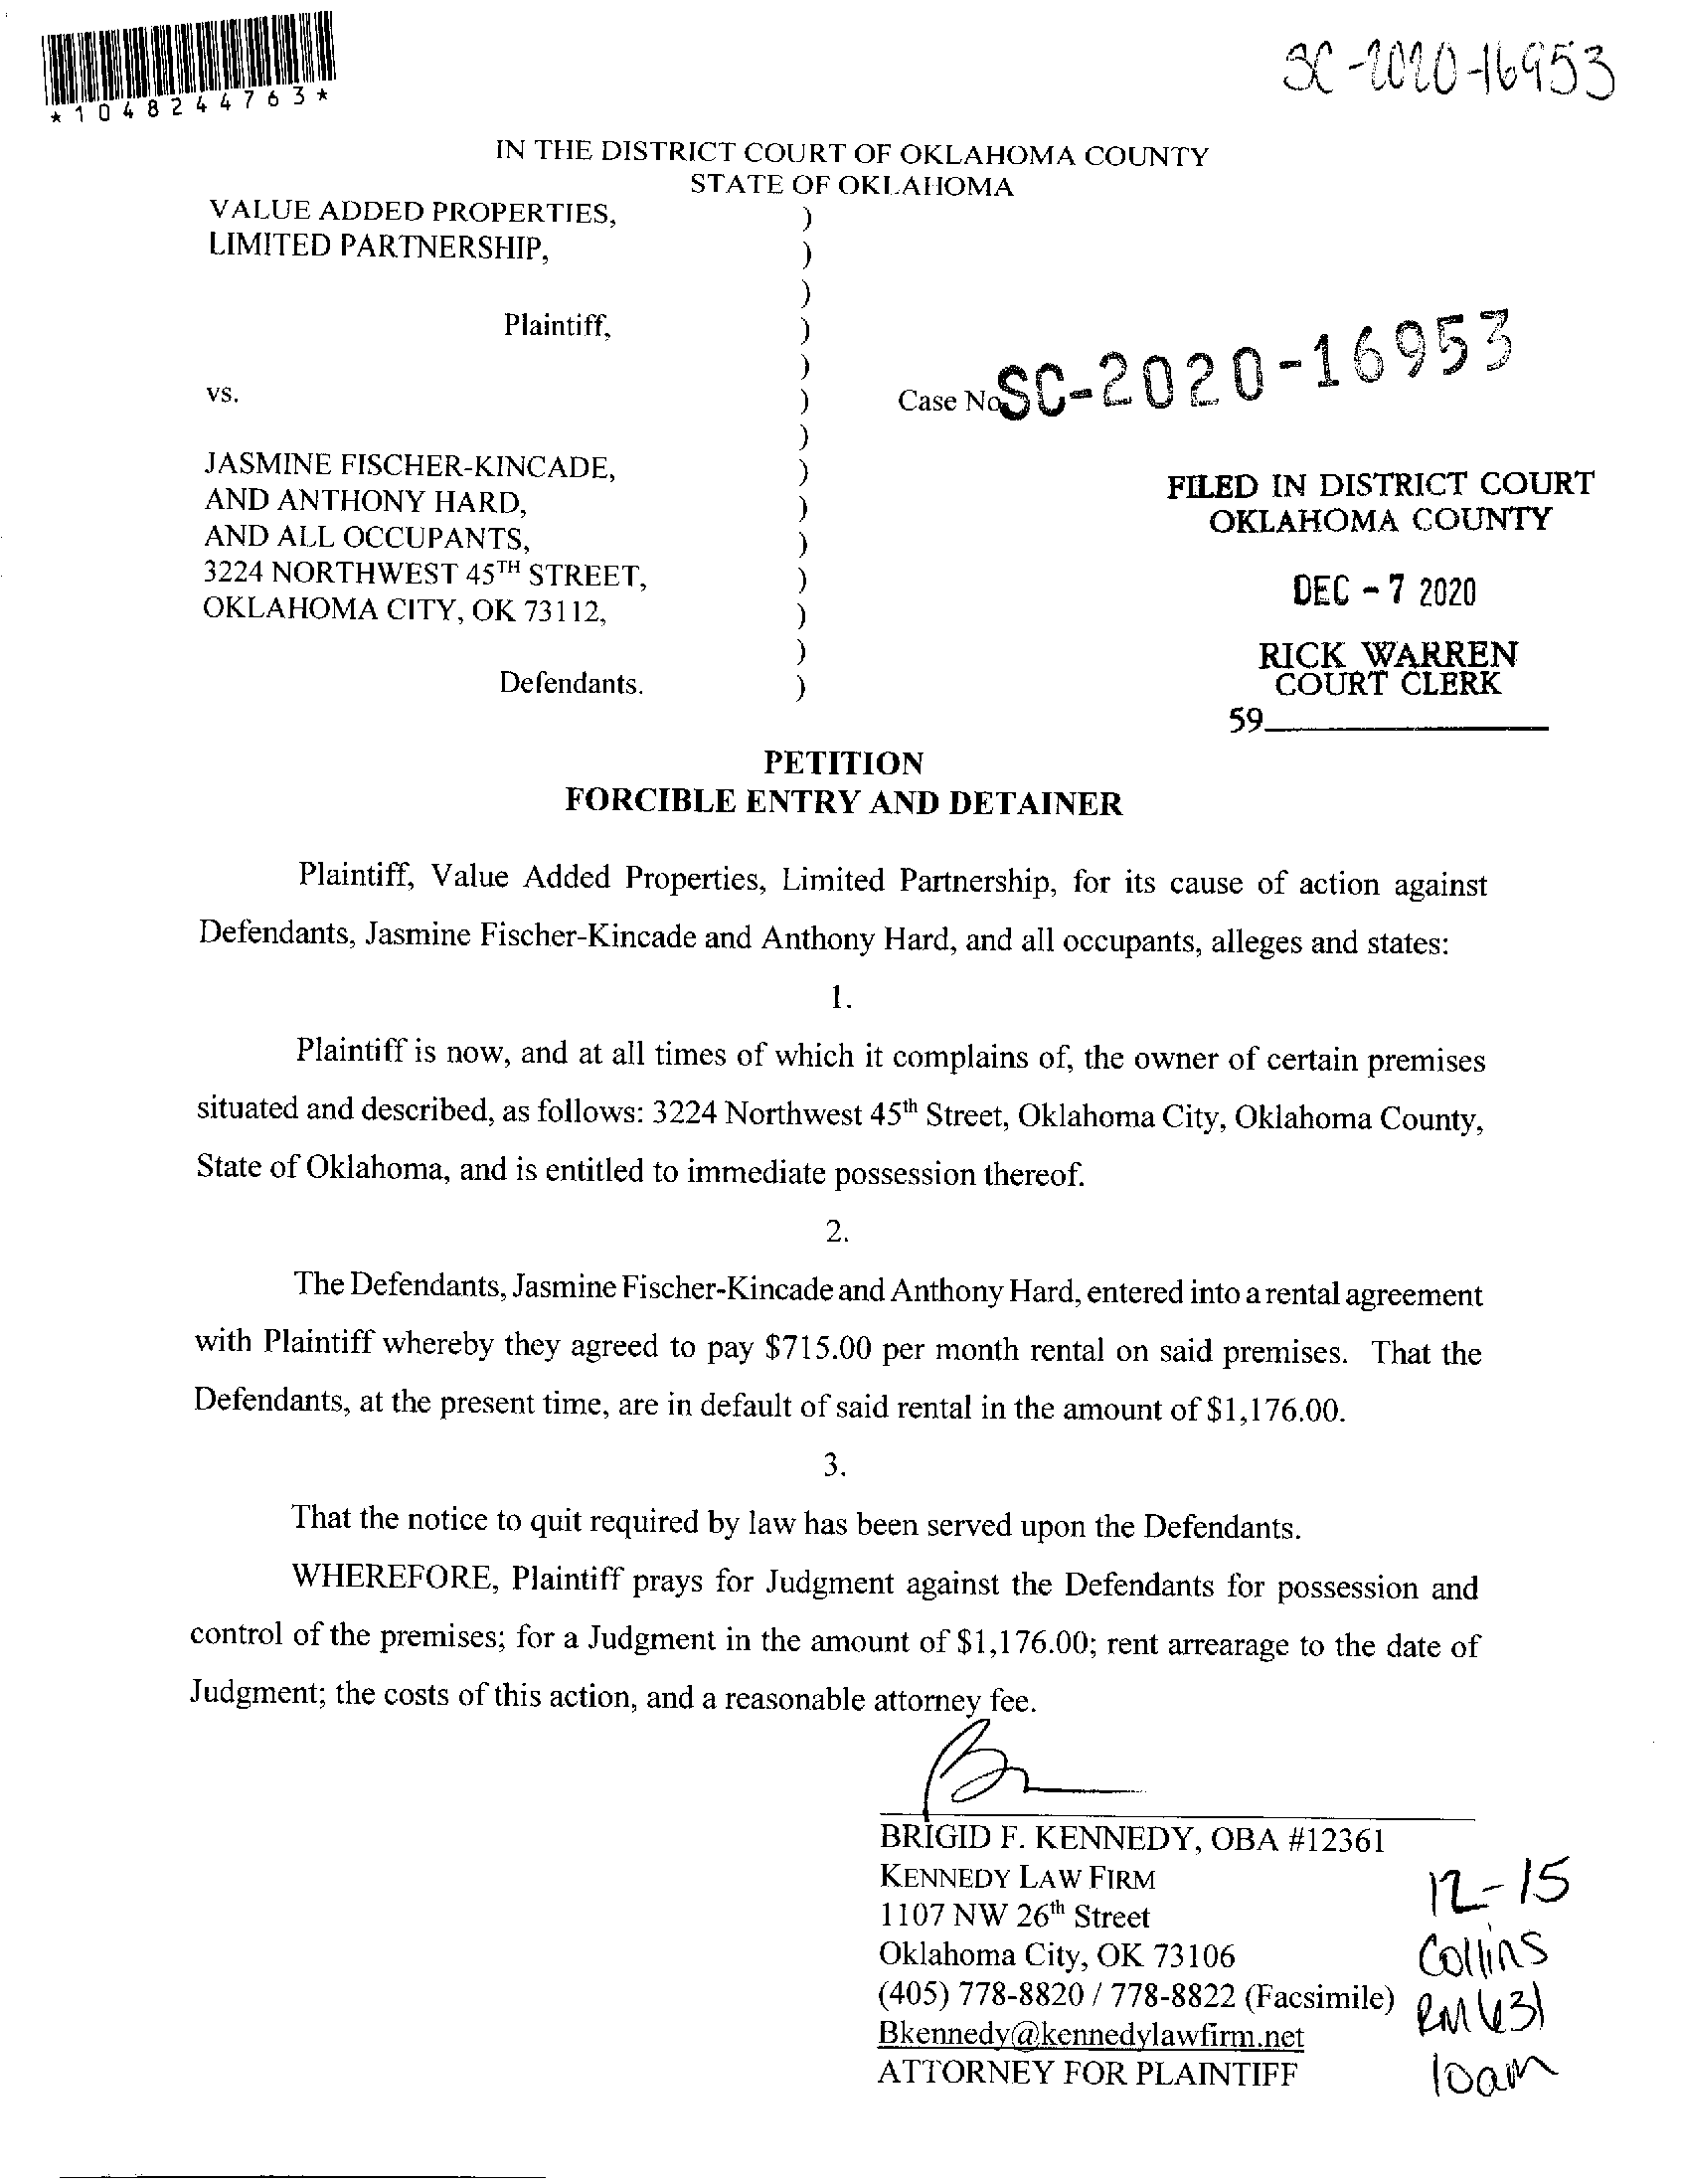 *1048244763*
SC-2020-16953
IN THE DISTRICT COURT OF OKLAHOMA COUNTY
STATE OF OKLAHOMA
VALUE ADDED PROPERTIES, )
LIMITED PARTNERSHIP, )
)
Plaintiff, )
)
vs. ) Case No SC-2020-16953
)
JASMINE FISCHER-KINCADE, )
AND ANTHONY HARD, )
AND ALL OCCUPANTS, )
3224 NORTHWEST 45TH STREET, )
OKLAHOMA CITY, OK 73112, )
)
Defendants. )
FILED IN DISTRICT COURT
OKLAHOMA COUNTY
DEC - 7 2020
RICK WARREN
COURT CLERK
59
PETITION
FORCIBLE ENTRY AND DETAINER
Plaintiff, Value Added Properties, Limited Partnership, for its cause of action against
Defendants, Jasmine Fischer-Kincade and Anthony Hard, and all occupants, alleges and states:
1.
Plaintiff is now, and at all times of which it complains of, the owner of certain premises
situated and described, as follows: 3224 Northwest 45th Street, Oklahoma City, Oklahoma County,
State of Oklahoma, and is entitled to immediate possession thereof.
2.
The Defendants, Jasmine Fischer-Kincade and Anthony Hard, entered into a rental agreement
with Plaintiff whereby they agreed to pay $715.00 per month rental on said premises. That the
Defendants, at the present time, are in default of said rental in the amount of $1,176.00.
3.
That the notice to quit required by law has been served upon the Defendants.
WHEREFORE, Plaintiff prays for Judgment against the Defendants for possession and
control of the premises; for a Judgment in the amount of $1,176.00; rent arrearage to the date of
Judgment; the costs of this action, and a reasonable attorney fee.
BRIGID F. KENNEDY, OBA #12361
KENNEDY LAW FIRM
1107 NW 26th Street
Oklahoma City, OK 73106
(405) 778-8820 / 778-8822 (Facsimile)
Bkennedy@kennedylawfirm.net
ATTORNEY FOR PLAINTIFF
12-15
Collins
RM 631
10am